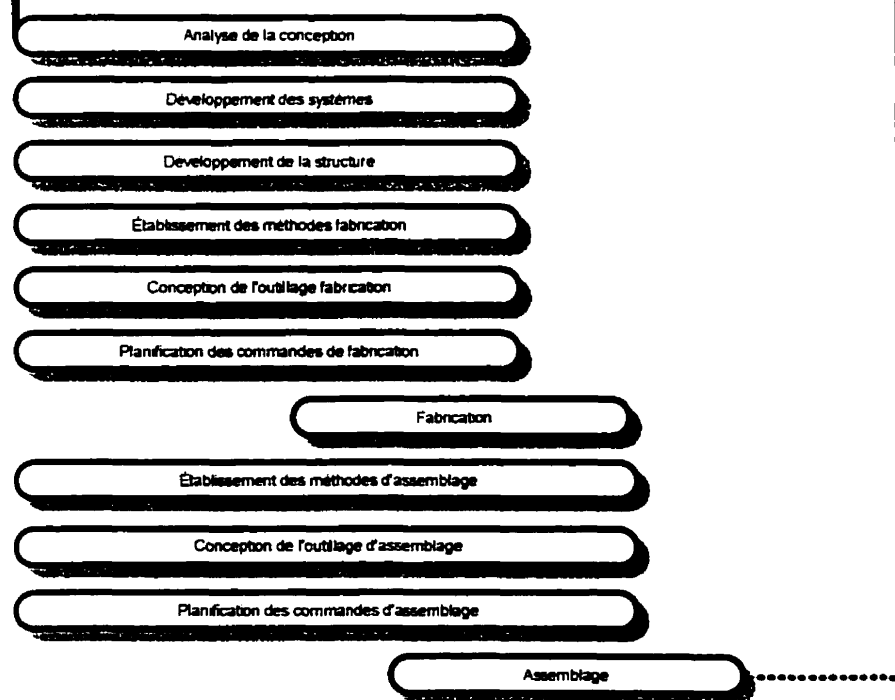 Analyse de la conception
Développement des systèmes
Développement de la structure
Établissement des méthodes fabrication
Conception de l'outillage fabrication
Planification des commandes de fabrication
Fabrication
Établissement des méthodes d'assemblage
Conception de l'outillage d'assemblage
Planification des commandes d'assemblage
Assemblage